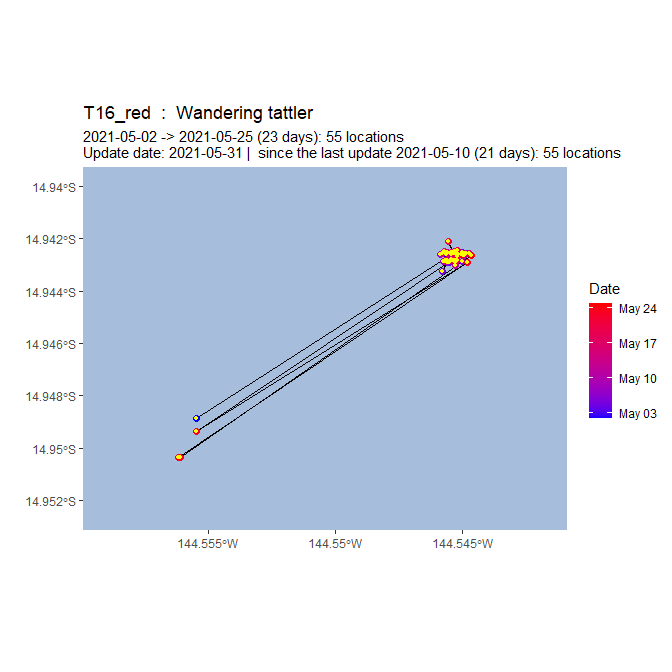 T16_red  :  Wandering tattler
2021-05-02 -> 2021-05-25 (23 days): 55 locations
Update date: 2021-05-31 |  since the last update 2021-05-10 (21 days): 55 locations
14.94°S
14.942°S
14.944°S
14.946°S
14.948°S
14.95°S
14.952°S
144.555°W
144.55°W
144.545°W
Date
May 24
May 17
May 10
May 03